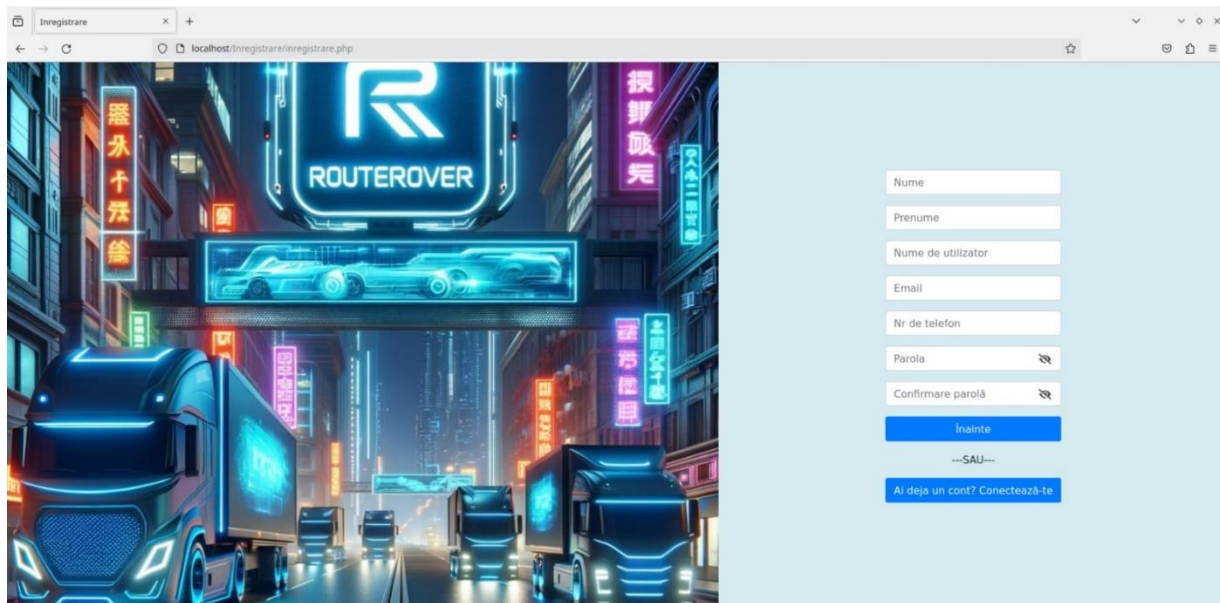 Inregistrare
localhost/Inregistrare/inregistrare.php
ROUTEROVER
Nume
Prenume
Nume de utilizator
Email
Nr de telefon
Parola
Confirmare parolă
Înainte
---SAU---
Ai deja un cont? Conectează-te